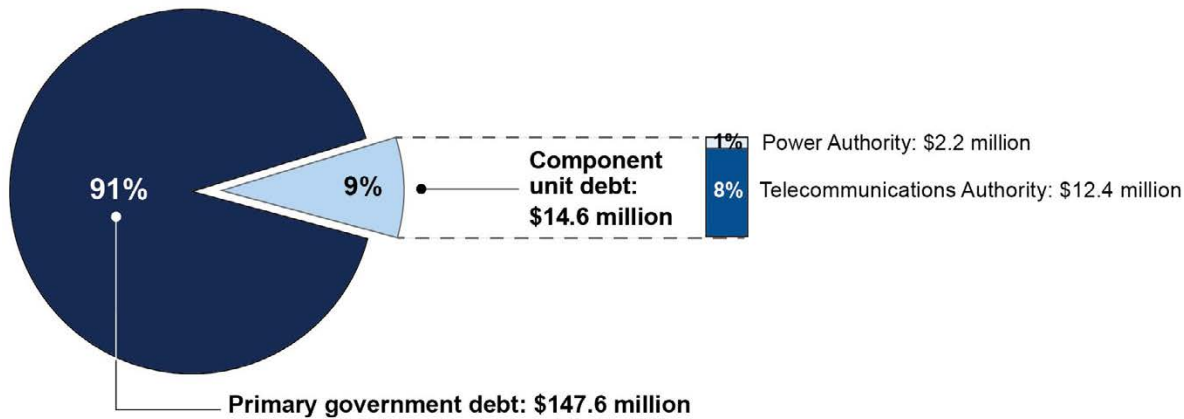 91%
9%
Component
unit debt:
$14.6 million
1%
Power Authority: $2.2 million
8%
Telecommunications Authority: $12.4 million
Primary government debt: $147.6 million